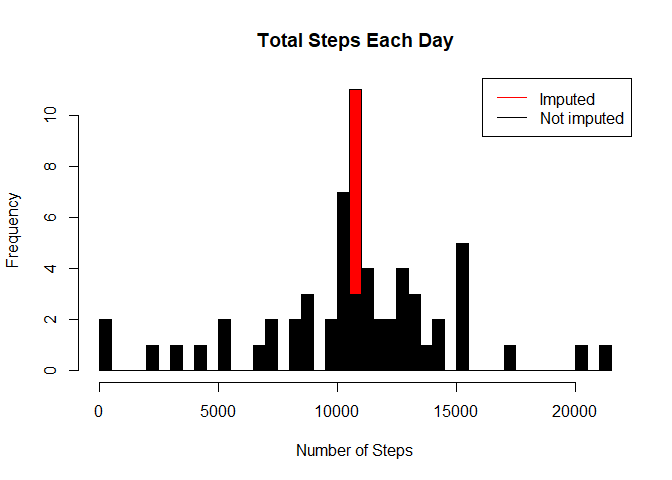 Total Steps Each Day
Imputed
Not imputed
Frequency
10
8
6
4
2
0
0 5000 10000 15000 20000
Number of Steps